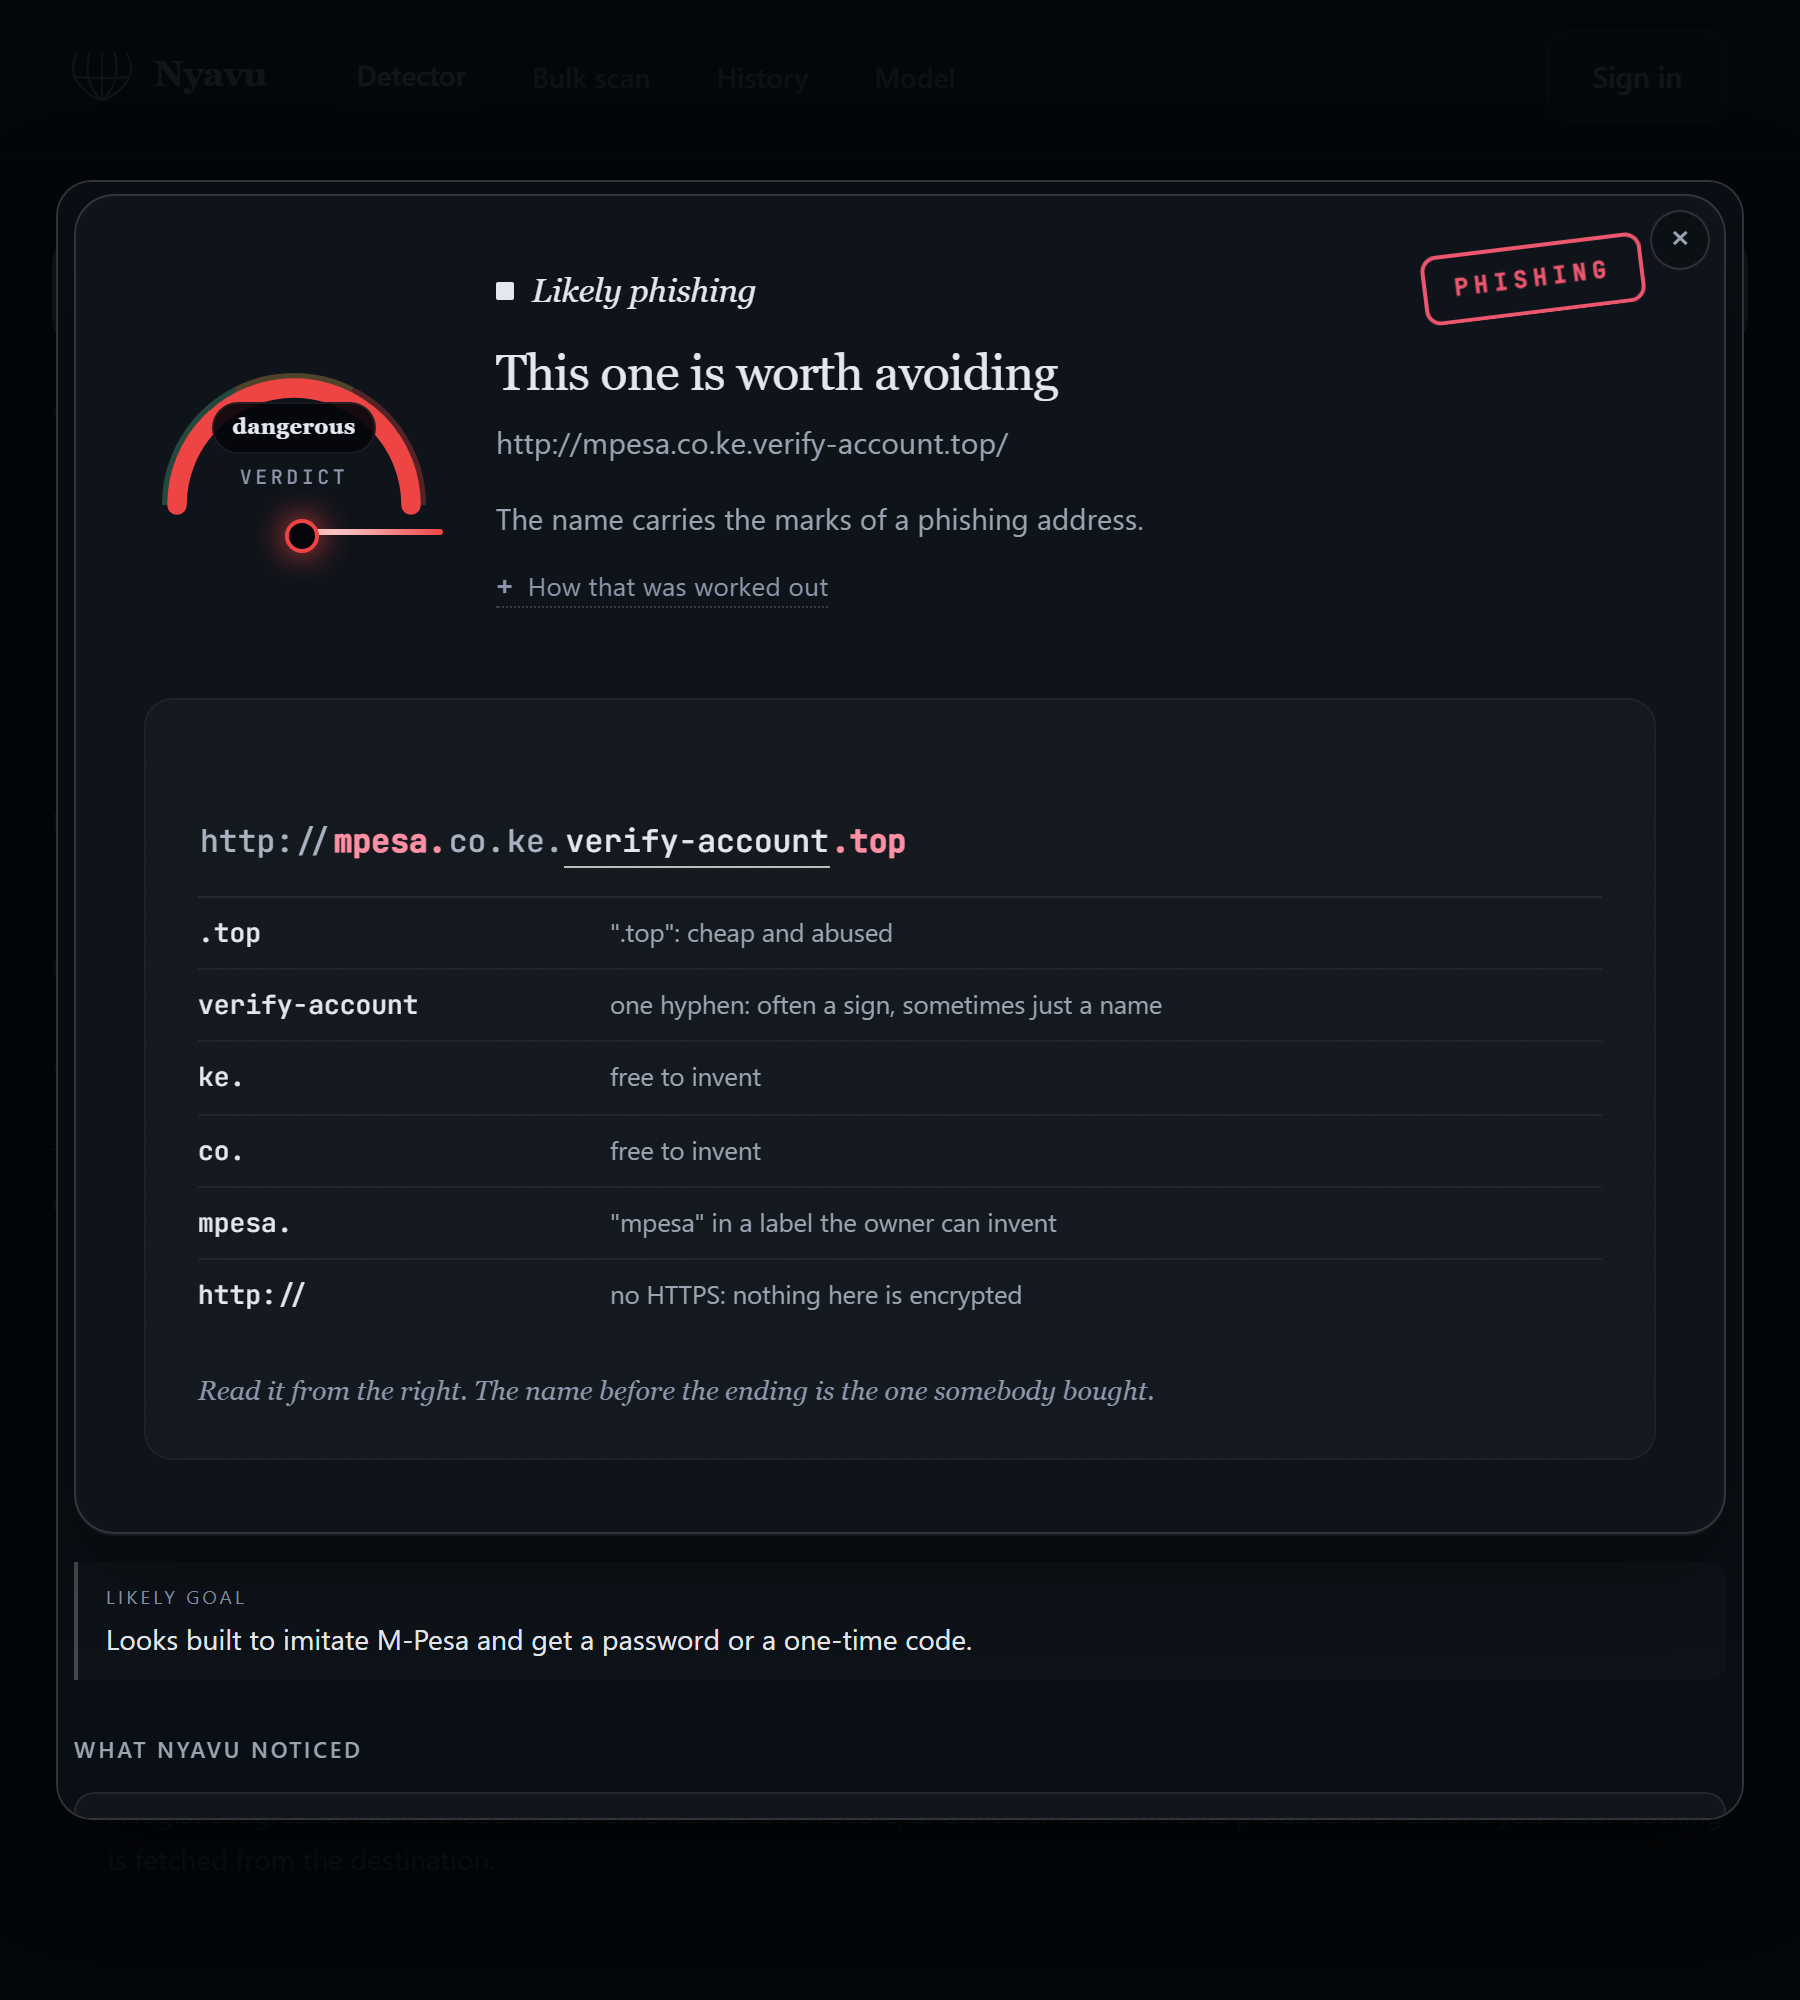 Nyavu Detector Bulk scan History Model Sign in
✕
PHISHING
Likely phishing
This one is worth avoiding
dangerous
VERDICT
http://mpesa.co.ke.verify-account.top/
The name carries the marks of a phishing address.
+ How that was worked out
http://mpesa.co.ke.verify-account.top
.top ".top": cheap and abused
verify-account one hyphen: often a sign, sometimes just a name
ke. free to invent
co. free to invent
mpesa. "mpesa" in a label the owner can invent
http:// no HTTPS: nothing here is encrypted
Read it from the right. The name before the ending is the one somebody bought.
LIKELY GOAL
Looks built to imitate M-Pesa and get a password or a one-time code.
WHAT NYAVU NOTICED
is fetched from the destination.